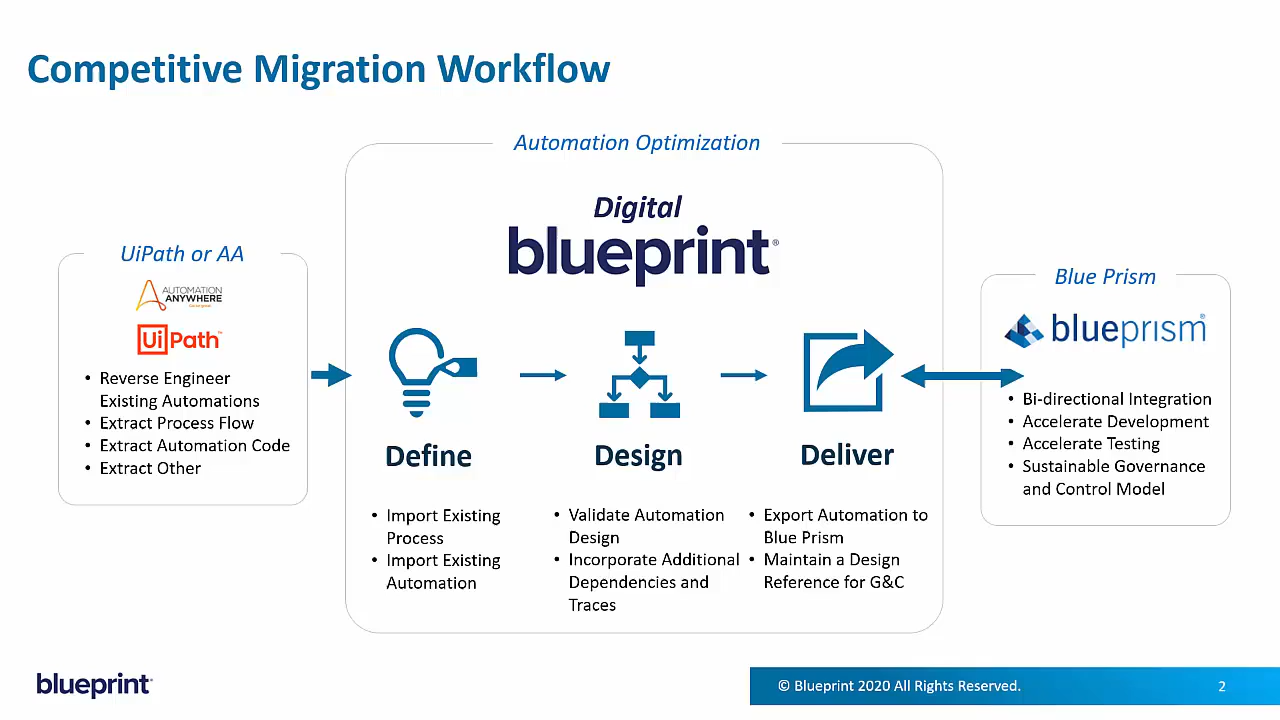 Competitive Migration Workflow
Automation Optimization
Digital
blueprint®
UiPath or AA
AUTOMATION
ANYWHERE
UiPath™
• Reverse Engineer
Existing Automations
• Extract Process Flow
• Extract Automation Code
• Extract Other
Define
• Import Existing
Process
• Import Existing
Automation
Design
• Validate Automation
Design
• Incorporate Additional
Dependencies and
Traces
Deliver
• Export Automation to
Blue Prism
• Maintain a Design
Reference for G&C
Blue Prism
blueprism®
• Bi-directional Integration
• Accelerate Development
• Accelerate Testing
• Sustainable Governance
and Control Model
blueprint®
© Blueprint 2020 All Rights Reserved.
2